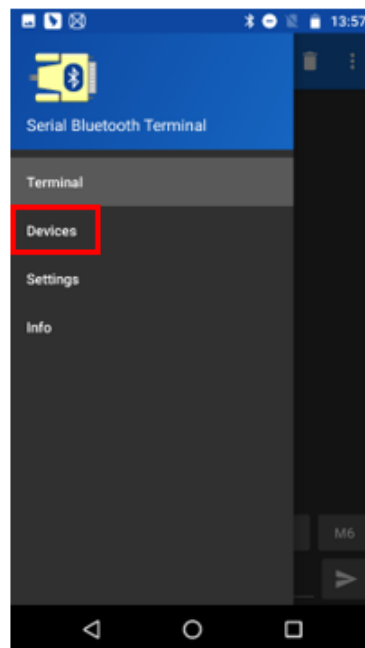 13:57
Serial Bluetooth Terminal
Terminal
Devices
Settings
Info
M6